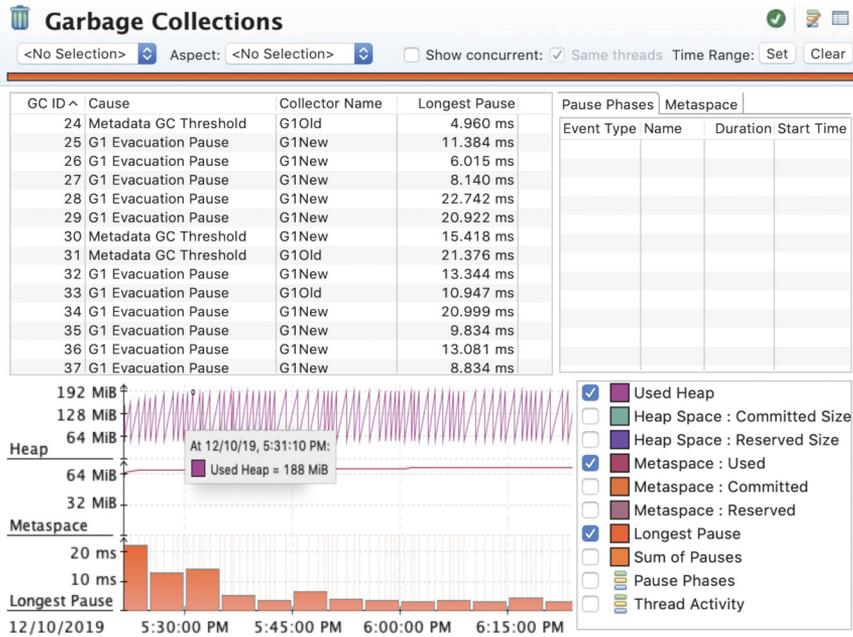 Garbage Collections
<No Selection> Aspect: <No Selection> Show concurrent: Same threads Time Range: Set Clear
GC ID Cause Collector Name Longest Pause
24 Metadata GC Threshold G1Old 4.960 ms
25 G1 Evacuation Pause G1New 11.384 ms
26 G1 Evacuation Pause G1New 6.015 ms
27 G1 Evacuation Pause G1New 8.140 ms
28 G1 Evacuation Pause G1New 22.742 ms
29 G1 Evacuation Pause G1New 20.922 ms
30 Metadata GC Threshold G1New 15.418 ms
31 Metadata GC Threshold G1Old 21.376 ms
32 G1 Evacuation Pause G1New 13.344 ms
33 G1 Evacuation Pause G1Old 10.947 ms
34 G1 Evacuation Pause G1New 20.999 ms
35 G1 Evacuation Pause G1New 9.834 ms
36 G1 Evacuation Pause G1New 13.081 ms
37 G1 Evacuation Pause G1New 8.834 ms
Pause Phases Metaspace
Event Type Name Duration Start Time
192 MiB
128 MiB
64 MiB
Heap
At 12/10/19, 5:31:10 PM:
Used Heap = 188 MiB
64 MiB
32 MiB
Metaspace
20 ms
10 ms
Longest Pause
12/10/2019 5:30:00 PM 5:45:00 PM 6:00:00 PM 6:15:00 PM
Used Heap
Heap Space : Committed Size
Heap Space : Reserved Size
Metaspace : Used
Metaspace : Committed
Metaspace : Reserved
Longest Pause
Sum of Pauses
Pause Phases
Thread Activity